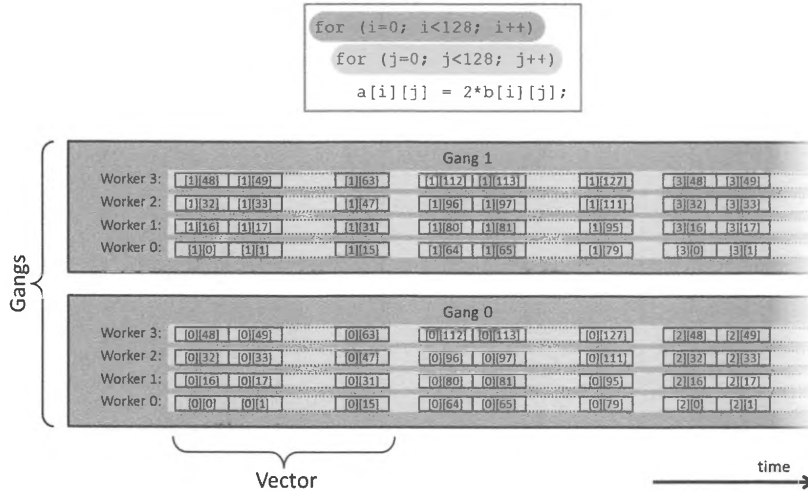 for (i=0; i<128; i++)
for (j=0; j<128; j++)
a[i][j] = 2*b[i][j];
Gangs
Gang 1
Worker 3: [1][48] [1][49] [1][63] [1][112] [1][113] [1][127] [3][48] [3][49]
Worker 2: [1][32] [1][33] [1][47] [1][96] [1][97] [1][111] [3][32] [3][33]
Worker 1: [1][16] [1][17] [1][31] [1][80] [1][81] [1][95] [3][16] [3][17]
Worker 0: [1][0] [1][1] [1][15] [1][64] [1][65] [1][79] [3][0] [3][1]
Gang 0
Worker 3: [0][48] [0][49] [0][63] [0][112] [0][113] [0][127] [2][48] [2][49]
Worker 2: [0][32] [0][33] [0][47] [0][96] [0][97] [0][111] [2][32] [2][33]
Worker 1: [0][16] [0][17] [0][31] [0][80] [0][81] [0][95] [2][16] [2][17]
Worker 0: [0][0] [0][1] [0][15] [0][64] [0][65] [0][79] [2][0] [2][1]
Vector
time